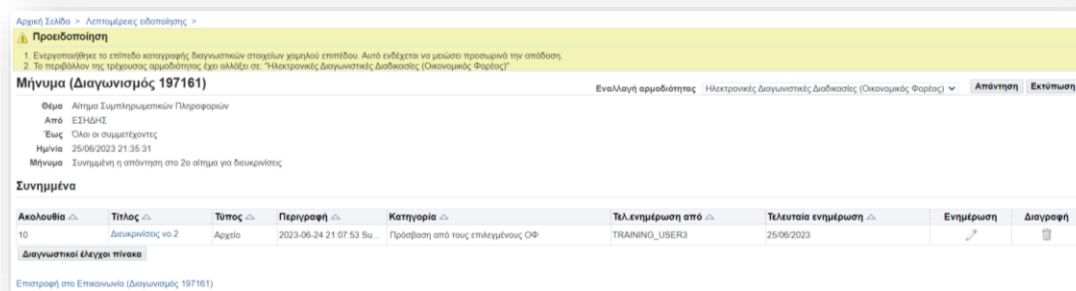 Αρχική Σελίδα > Λεπτομέρειες ειδοποίησης >
Προειδοποίηση
1. Ενεργοποιήθηκε το επίπεδο καταγραφής διαγνωστικών στοιχείων χαμηλού επιπέδου. Αυτό ενδέχεται να μειώσει προσωρινά την απόδοση.
2. Το περιβάλλον της τρέχουσας αρμοδιότητας έχει αλλάξει σε: "Ηλεκτρονικές Διαγωνιστικές Διαδικασίες (Οικονομικός Φορέας)"
Μήνυμα (Διαγωνισμός 197161)
Εναλλαγή αρμοδιότητας Ηλεκτρονικές Διαγωνιστικές Διαδικασίες (Οικονομικός Φορέας) Απάντηση Εκτύπωση
Θέμα Αίτημα Συμπληρωματικών Πληροφοριών
Από ΕΣΗΔΗΣ
Έως Όλοι οι συμμετέχοντες
Ημ/νία 25/06/2023 21:35:31
Μήνυμα Συνημμένη η απάντηση στο 2ο αίτημα για διευκρινίσεις
Συνημμένα
Ακολουθία Τίτλος Τύπος Περιγραφή Κατηγορία Τελ.ενημέρωση από Τελευταία ενημέρωση Ενημέρωση Διαγραφή
10 Διευκρινίσεις νο.2 Αρχείο 2023-06-24 21:07:53 Su... Πρόσβαση από τους επιλεγμένους ΟΦ TRAINING_USER3 25/06/2023
Διαγνωστικοί έλεγχοι πίνακα
Επιστροφή στο Επικοινωνία (Διαγωνισμός 197161)